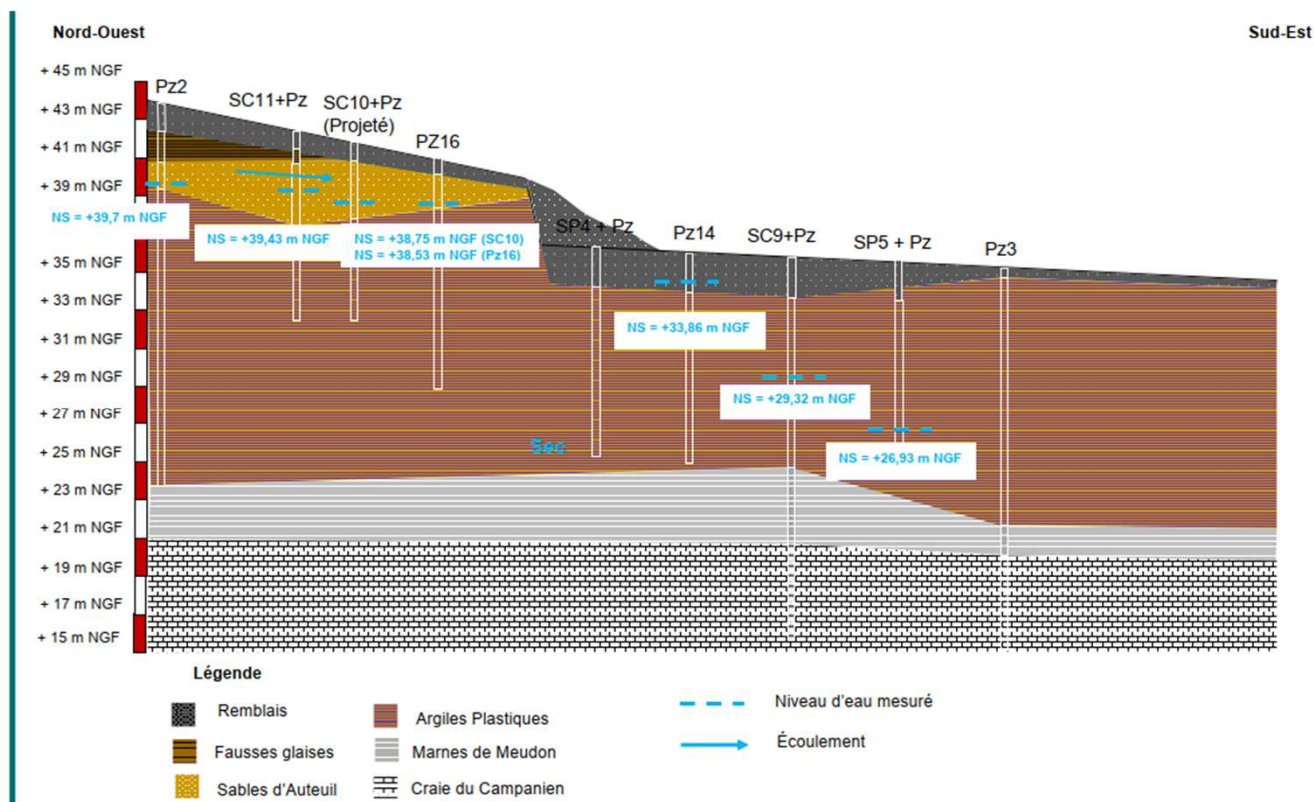 Nord-Ouest
Sud-Est
+ 45 m NGF
+ 43 m NGF
+ 41 m NGF
+ 39 m NGF
+ 35 m NGF
+ 33 m NGF
+ 31 m NGF
+ 29 m NGF
+ 27 m NGF
+ 25 m NGF
+ 23 m NGF
+ 21 m NGF
+ 19 m NGF
+ 17 m NGF
+ 15 m NGF
Pz2
SC11+Pz
SC10+Pz
(Projeté)
PZ16
SP4 + Pz
Pz14
SC9+Pz
SP5 + Pz
Pz3
NS = +39,7 m NGF
NS = +39,43 m NGF
NS = +38,75 m NGF (SC10)
NS = +38,53 m NGF (Pz16)
NS = +33,86 m NGF
NS = +29,32 m NGF
NS = +26,93 m NGF
Sec
Légende
Remblais
Fausses glaises
Sables d'Auteuil
Argiles Plastiques
Marnes de Meudon
Craie du Campanien
Niveau d'eau mesuré
Écoulement